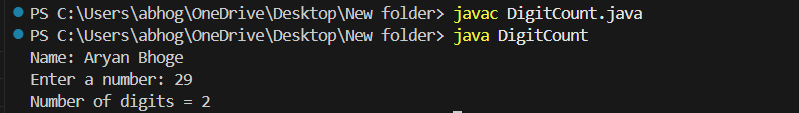 PS C:\Users\abhog\OneDrive\Desktop\New folder> javac DigitCount.java
PS C:\Users\abhog\OneDrive\Desktop\New folder> java DigitCount
Name: Aryan Bhoge
Enter a number: 29
Number of digits = 2